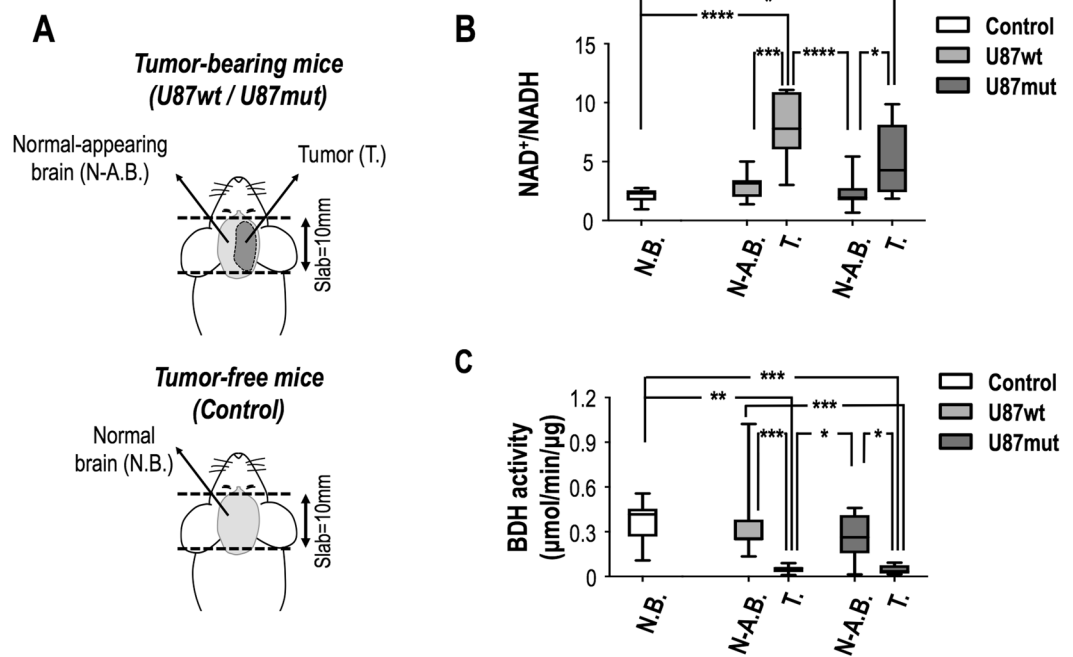 A
Tumor-bearing mice
(U87wt / U87mut)
Normal-appearing
brain (N-A.B.)
Tumor (T.)
Slab=10mm
Tumor-free mice
(Control)
Normal
brain (N.B.)
Slab=10mm
B
*
****
*** **** *
15
10
5
0
NAD⁺/NADH
N.B.
N-A.B.
T.
N-A.B.
T.
Control
U87wt
U87mut
C
***
**
***
*** * *
1.2
0.9
0.6
0.3
0
BDH activity
(µmol/min/µg)
N.B.
N-A.B.
T.
N-A.B.
T.
Control
U87wt
U87mut